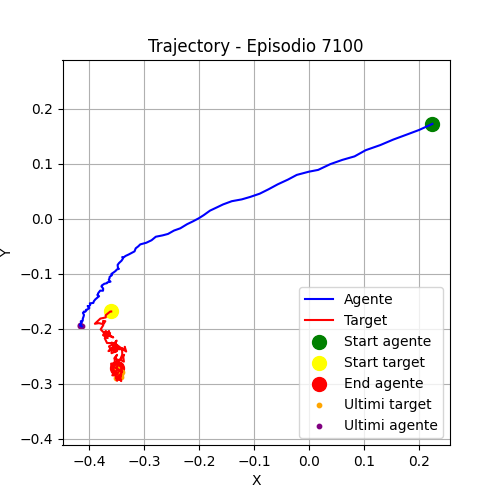 Trajectory - Episodio 7100
Y
0.2
0.1
0.0
−0.1
−0.2
−0.3
−0.4
−0.4
−0.3
−0.2
−0.1
0.0
0.1
0.2
X
Agente
Target
Start agente
Start target
End agente
Ultimi target
Ultimi agente